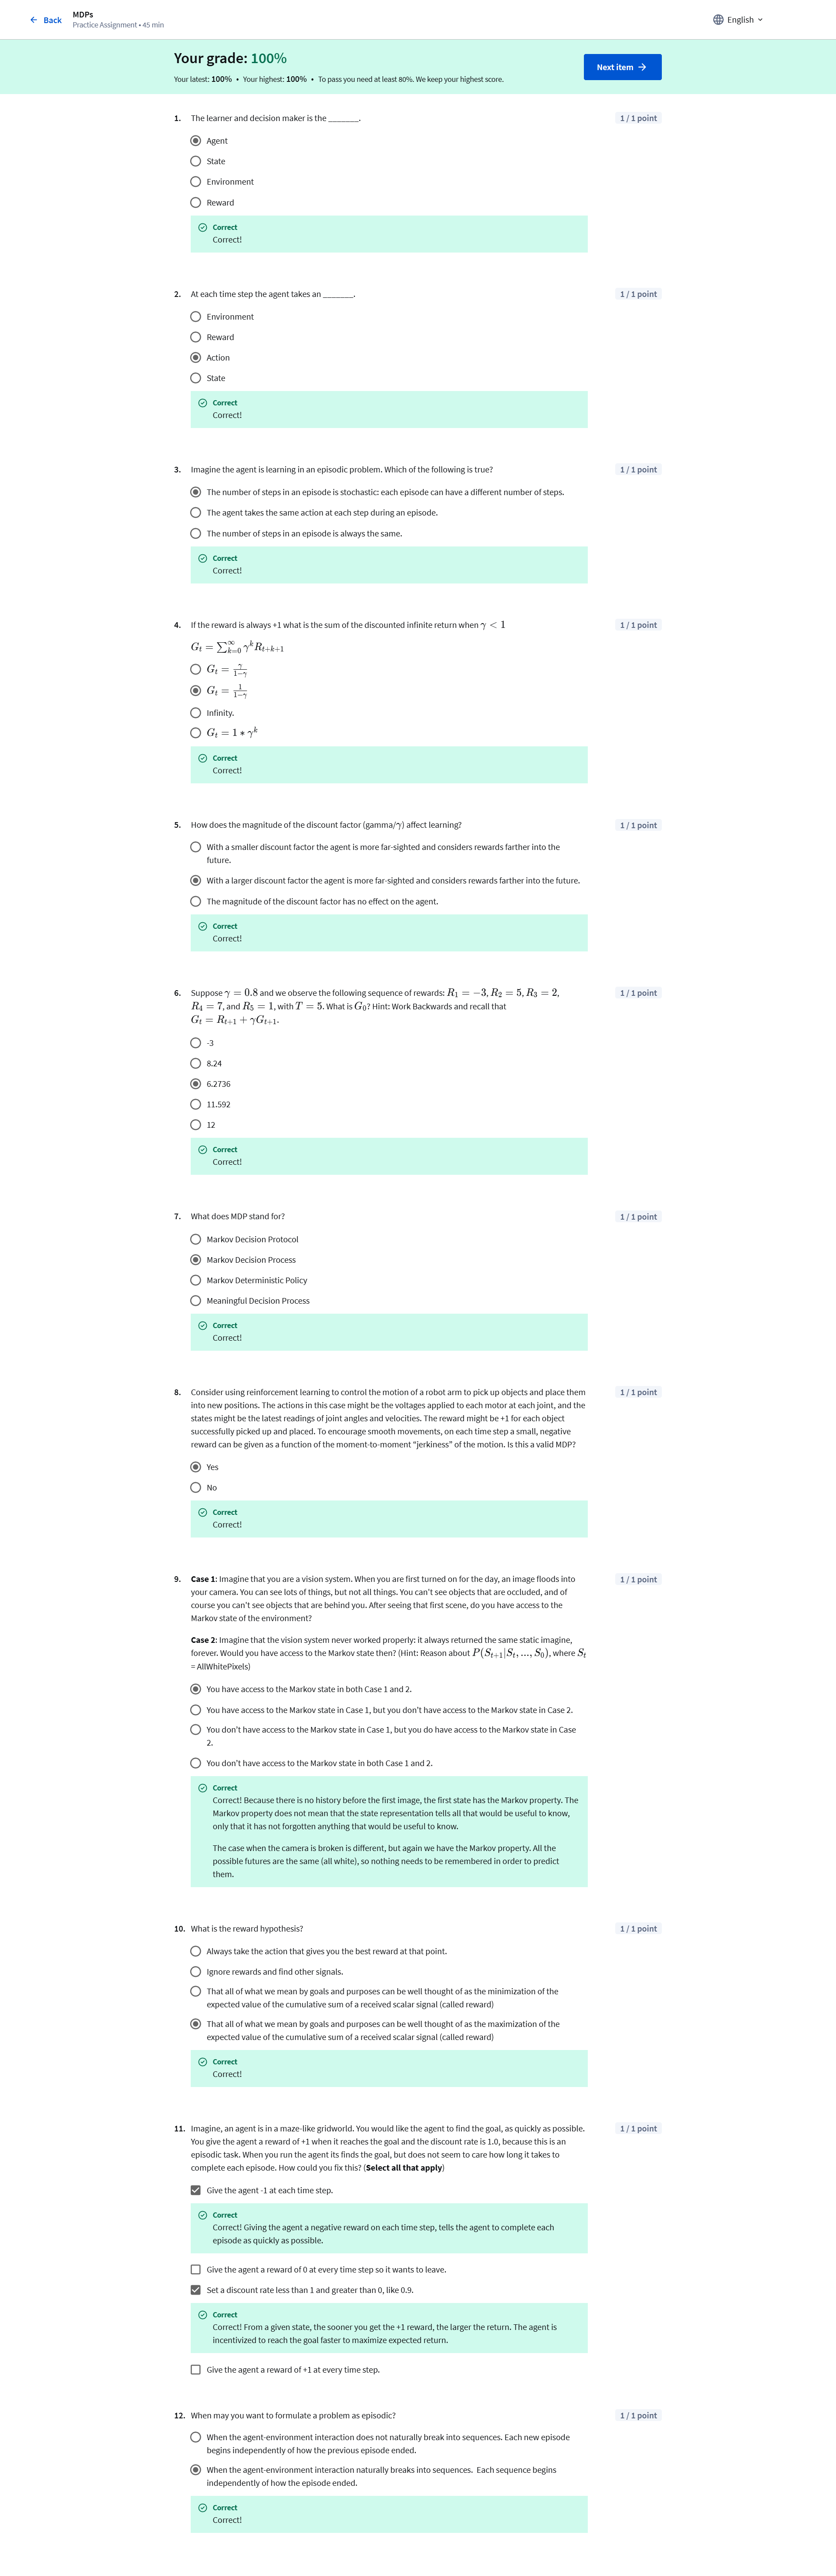 Back
MDPs
Practice Assignment • 45 min
English
Your grade: 100%
Your latest: 100% • Your highest: 100% • To pass you need at least 80%. We keep your highest score.
Next item →
1. The learner and decision maker is the _______.
1 / 1 point
Agent
State
Environment
Reward
Correct
Correct!
2. At each time step the agent takes an _______.
1 / 1 point
Environment
Reward
Action
State
Correct
Correct!
3. Imagine the agent is learning in an episodic problem. Which of the following is true?
1 / 1 point
The number of steps in an episode is stochastic: each episode can have a different number of steps.
The agent takes the same action at each step during an episode.
The number of steps in an episode is always the same.
Correct
Correct!
4. If the reward is always +1 what is the sum of the discounted infinite return when γ < 1
1 / 1 point
G_t = ∑_{k=0}^{∞} γ^k R_{t+k+1}
G_t = γ/(1−γ)
G_t = 1/(1−γ)
Infinity.
G_t = 1 ∗ γ^k
Correct
Correct!
5. How does the magnitude of the discount factor (gamma/γ) affect learning?
1 / 1 point
With a smaller discount factor the agent is more far-sighted and considers rewards farther into the
future.
With a larger discount factor the agent is more far-sighted and considers rewards farther into the future.
The magnitude of the discount factor has no effect on the agent.
Correct
Correct!
6. Suppose γ = 0.8 and we observe the following sequence of rewards: R_1 = −3, R_2 = 5, R_3 = 2,
1 / 1 point
R_4 = 7, and R_5 = 1, with T = 5. What is G_0? Hint: Work Backwards and recall that
G_t = R_{t+1} + γG_{t+1}.
-3
8.24
6.2736
11.592
12
Correct
Correct!
7. What does MDP stand for?
1 / 1 point
Markov Decision Protocol
Markov Decision Process
Markov Deterministic Policy
Meaningful Decision Process
Correct
Correct!
8. Consider using reinforcement learning to control the motion of a robot arm to pick up objects and place them
1 / 1 point
into new positions. The actions in this case might be the voltages applied to each motor at each joint, and the
states might be the latest readings of joint angles and velocities. The reward might be +1 for each object
successfully picked up and placed. To encourage smooth movements, on each time step a small, negative
reward can be given as a function of the moment-to-moment "jerkiness" of the motion. Is this a valid MDP?
Yes
No
Correct
Correct!
9. Case 1: Imagine that you are a vision system. When you are first turned on for the day, an image floods into
1 / 1 point
your camera. You can see lots of things, but not all things. You can't see objects that are occluded, and of
course you can't see objects that are behind you. After seeing that first scene, do you have access to the
Markov state of the environment?
Case 2: Imagine that the vision system never worked properly: it always returned the same static imagine,
forever. Would you have access to the Markov state then? (Hint: Reason about P(S_{t+1}|S_t, ..., S_0), where S_t
= AllWhitePixels)
You have access to the Markov state in both Case 1 and 2.
You have access to the Markov state in Case 1, but you don't have access to the Markov state in Case 2.
You don't have access to the Markov state in Case 1, but you do have access to the Markov state in Case
2.
You don't have access to the Markov state in both Case 1 and 2.
Correct
Correct! Because there is no history before the first image, the first state has the Markov property. The
Markov property does not mean that the state representation tells all that would be useful to know,
only that it has not forgotten anything that would be useful to know.
The case when the camera is broken is different, but again we have the Markov property. All the
possible futures are the same (all white), so nothing needs to be remembered in order to predict
them.
10. What is the reward hypothesis?
1 / 1 point
Always take the action that gives you the best reward at that point.
Ignore rewards and find other signals.
That all of what we mean by goals and purposes can be well thought of as the minimization of the
expected value of the cumulative sum of a received scalar signal (called reward)
That all of what we mean by goals and purposes can be well thought of as the maximization of the
expected value of the cumulative sum of a received scalar signal (called reward)
Correct
Correct!
11. Imagine, an agent is in a maze-like gridworld. You would like the agent to find the goal, as quickly as possible.
1 / 1 point
You give the agent a reward of +1 when it reaches the goal and the discount rate is 1.0, because this is an
episodic task. When you run the agent its finds the goal, but does not seem to care how long it takes to
complete each episode. How could you fix this? (Select all that apply)
Give the agent -1 at each time step.
Correct
Correct! Giving the agent a negative reward on each time step, tells the agent to complete each
episode as quickly as possible.
Give the agent a reward of 0 at every time step so it wants to leave.
Set a discount rate less than 1 and greater than 0, like 0.9.
Correct
Correct! From a given state, the sooner you get the +1 reward, the larger the return. The agent is
incentivized to reach the goal faster to maximize expected return.
Give the agent a reward of +1 at every time step.
12. When may you want to formulate a problem as episodic?
1 / 1 point
When the agent-environment interaction does not naturally break into sequences. Each new episode
begins independently of how the previous episode ended.
When the agent-environment interaction naturally breaks into sequences. Each sequence begins
independently of how the episode ended.
Correct
Correct!